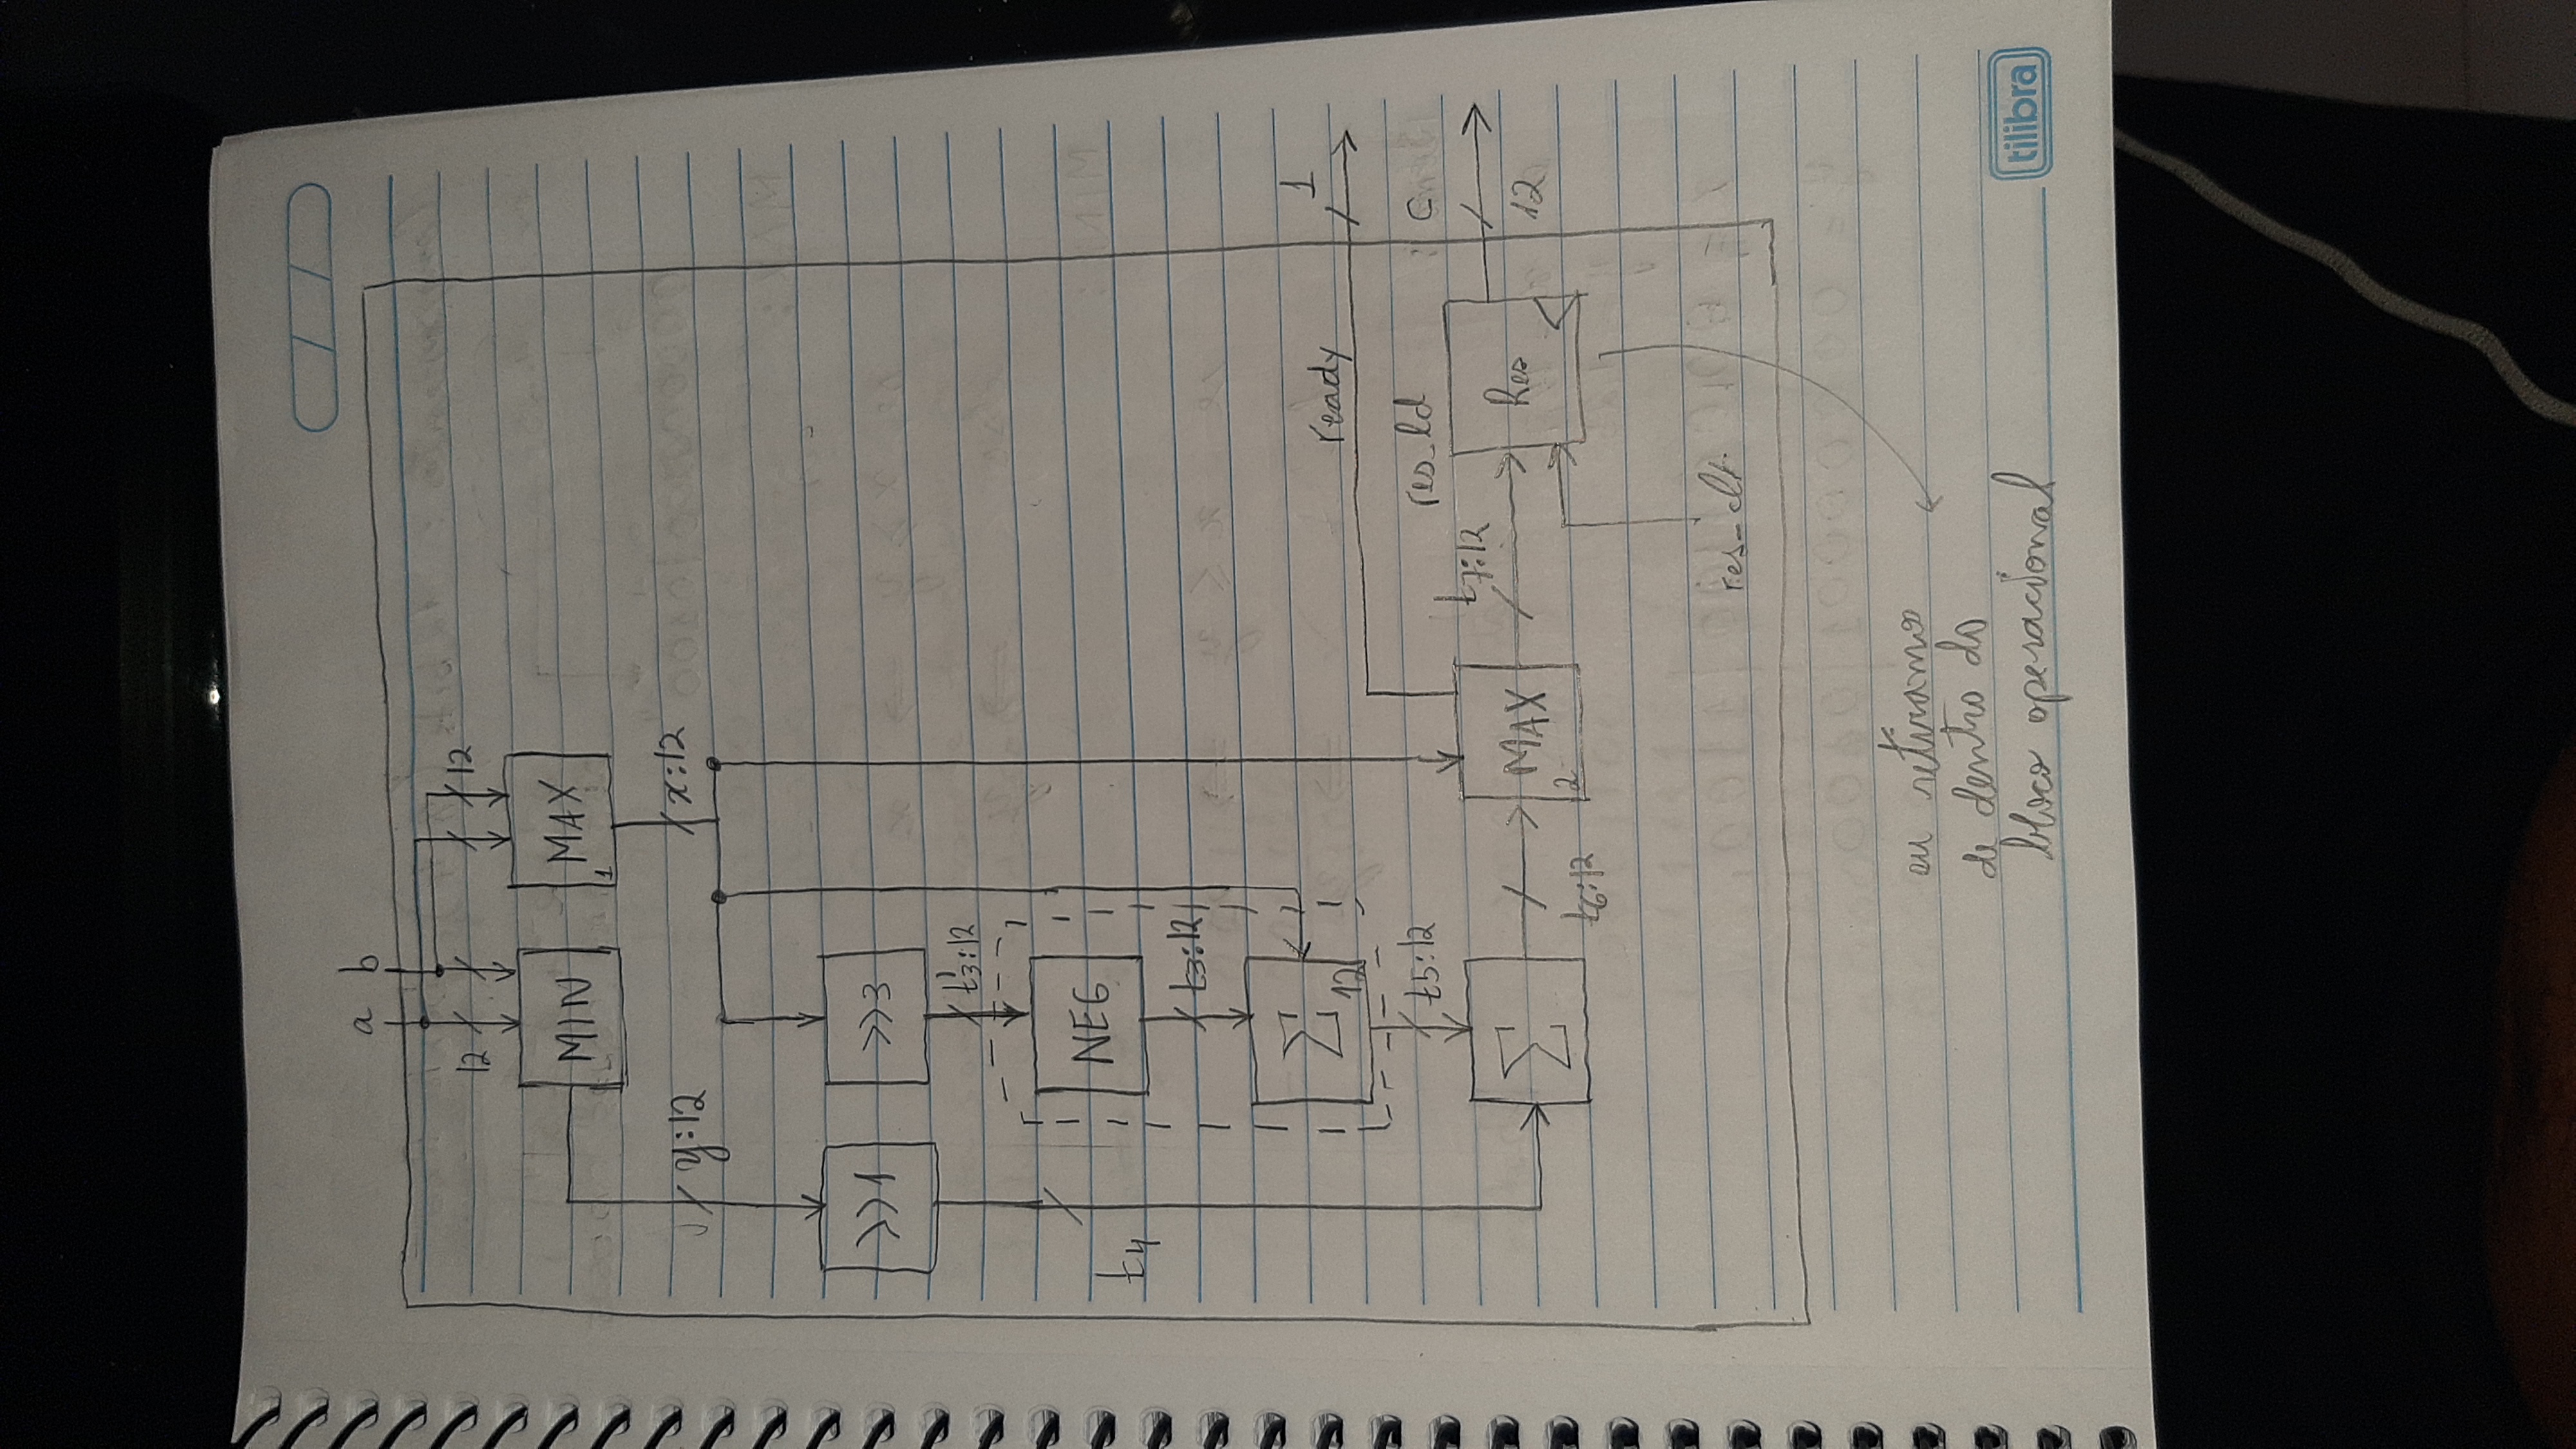 a b
12 12
MIN MAX
1
y:12 x:12
>>>1 >>>3
t'3:12
NEG
t4
t3:12
Σ
12
ready 1
t5:12 res_ld C
t7:12
Σ MAX Res
2
12
t6:12
res_clr
ou retiramos
de dentro do
bloco operacional
tilibra